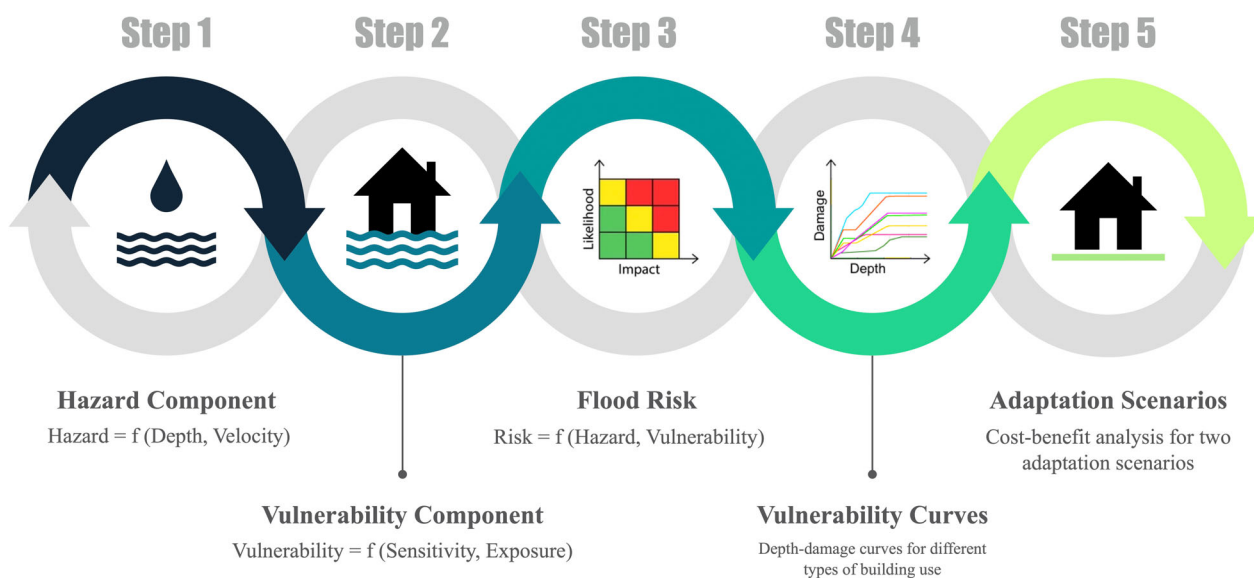 Step 1
Step 2
Step 3
Step 4
Step 5
Likelihood
Impact
Damage
Depth
Hazard Component
Hazard = f (Depth, Velocity)
Vulnerability Component
Vulnerability = f (Sensitivity, Exposure)
Flood Risk
Risk = f (Hazard, Vulnerability)
Vulnerability Curves
Depth-damage curves for different
types of building use
Adaptation Scenarios
Cost-benefit analysis for two
adaptation scenarios